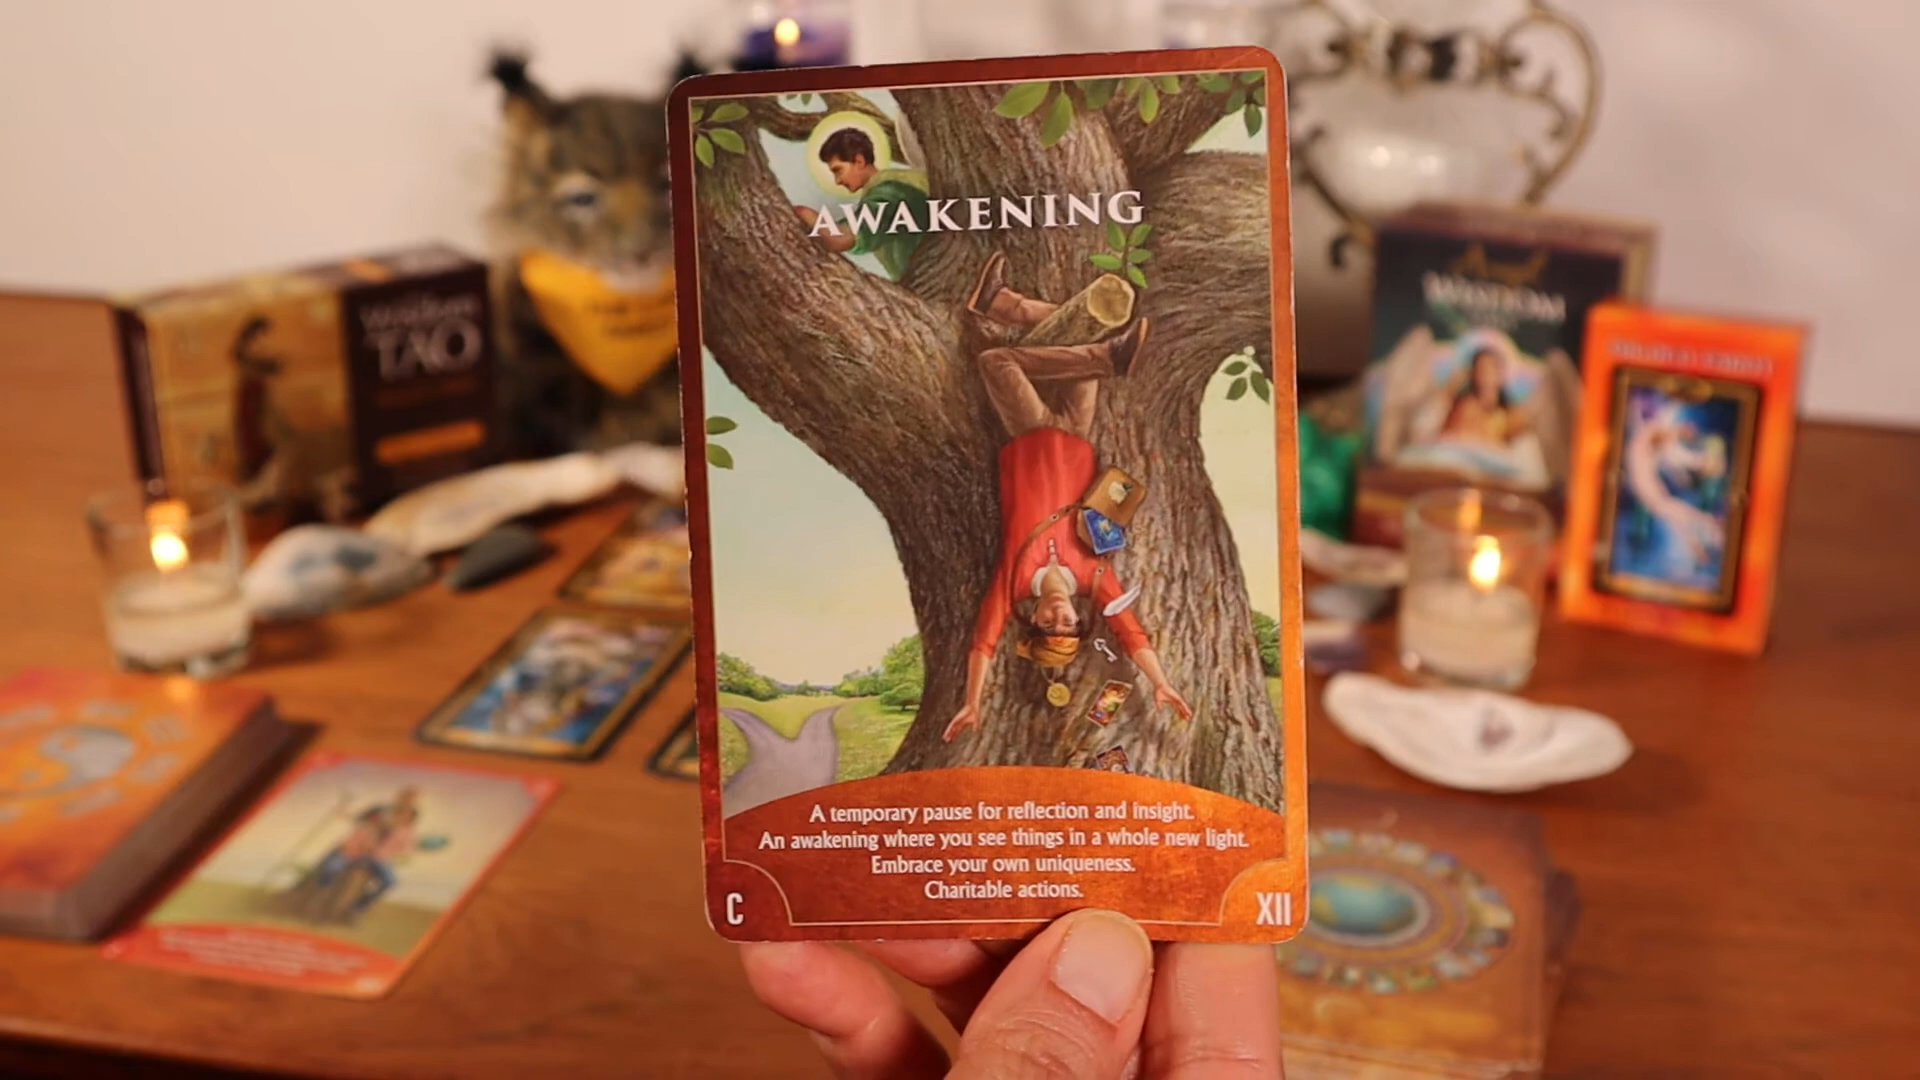 AWAKENING
A temporary pause for reflection and insight.
An awakening where you see things in a whole new light.
Embrace your own uniqueness.
Charitable actions.
C
XII
Wisdom
TAO
WISDOM